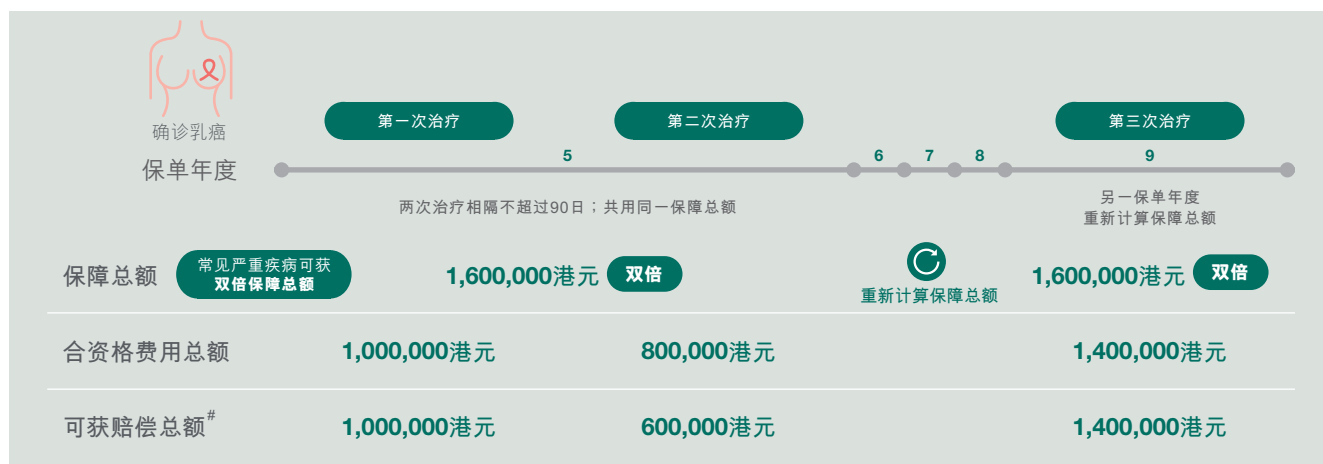 第一次治疗 第二次治疗 第三次治疗
确诊乳癌
保单年度 5 6 7 8 9
两次治疗相隔不超过90日；共用同一保障总额
另一保单年度
重新计算保障总额
保障总额
常见严重疾病可获
双倍保障总额
1,600,000港元 双倍
重新计算保障总额
1,600,000港元 双倍
合资格费用总额 1,000,000港元 800,000港元 1,400,000港元
可获赔偿总额# 1,000,000港元 600,000港元 1,400,000港元